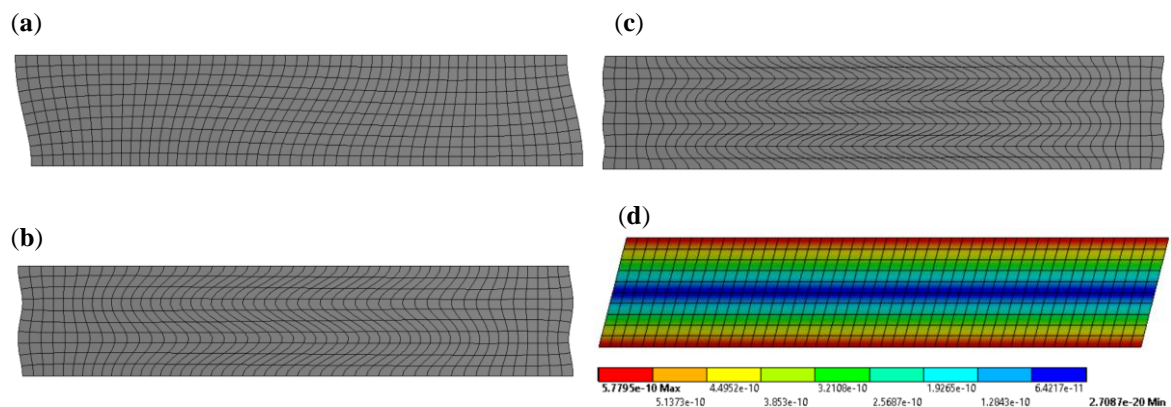 (a)
(c)
(b)
(d)
5.7795e-10 Max 4.4952e-10 3.2108e-10 1.9265e-10 6.4217e-11
5.1373e-10 3.853e-10 2.5687e-10 1.2843e-10 2.7087e-20 Min